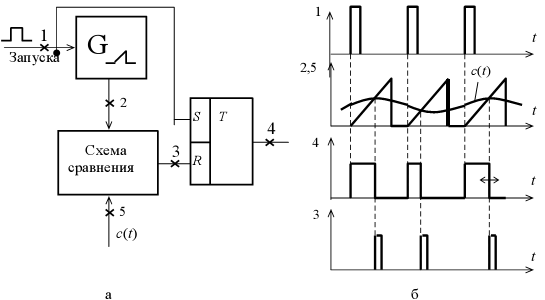 1
Запуска
G
2
Схема
сравнения
3
S T
R
4
5
c(t)
а
1
t
2,5
c(t)
t
4
t
3
t
б